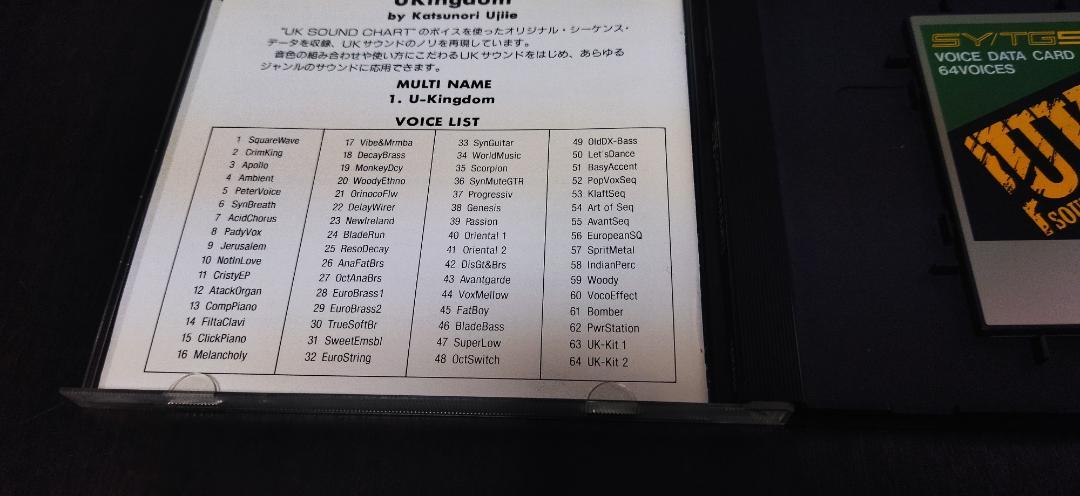 UKingdom
by Katsunori Ujiie
"UK SOUND CHART"のボイスを使ったオリジナル・シーケンス・
データを収録、UKサウンドのノリを再現しています。
音色の組み合わせや使い方にこだわるUKサウンドをはじめ、あらゆる
ジャンルのサウンドに応用できます。
MULTI NAME
1. U-Kingdom
VOICE LIST
1 SquareWave
2 CrimKing
3 Apollo
4 Ambient
5 PeterVoice
6 SynBreath
7 AcidChorus
8 PadyVox
9 Jerusalem
10 NotInLove
11 CristyEP
12 AtackOrgan
13 CompPiano
14 FiltaClavi
15 ClickPiano
16 Melancholy
17 Vibe&Mrmba
18 DecayBrass
19 MonkeyDcy
20 WoodyEthno
21 OrinocoFlw
22 DelayWirer
23 NewIreland
24 BladeRun
25 ResoDecay
26 AnaFatBrs
27 OctAnaBrs
28 EuroBrass1
29 EuroBrass2
30 TrueSoftBr
31 SweetEmsbl
32 EuroString
33 SynGuitar
34 WorldMusic
35 Scorpion
36 SynMuteGTR
37 Progressiv
38 Genesis
39 Passion
40 Oriental 1
41 Oriental 2
42 DisGt&Brs
43 Avantgarde
44 VoxMellow
45 FatBoy
46 BladeBass
47 SuperLow
48 OctSwitch
49 OldDX-Bass
50 Let'sDance
51 BasyAccent
52 PopVoxSeq
53 KlaftSeq
54 Art of Seq
55 AvantSeq
56 EuropeanSQ
57 SpritMetal
58 IndianPerc
59 Woody
60 VocoEffect
61 Bomber
62 PwrStation
63 UK-Kit 1
64 UK-Kit 2
SY/TG5
VOICE DATA CARD
64VOICES